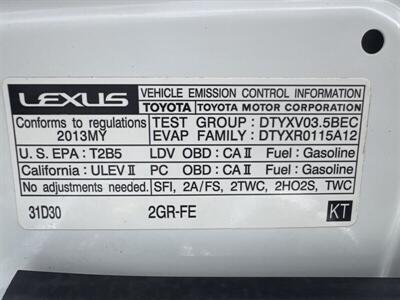 LEXUS VEHICLE EMISSION CONTROL INFORMATION
TOYOTA TOYOTA MOTOR CORPORATION
Conforms to regulations TEST GROUP : DTYXV03.5BEC
2013MY EVAP FAMILY : DTYXR0115A12
U. S. EPA : T2B5 LDV OBD : CA II Fuel : Gasoline
California : ULEV II PC OBD : CA II Fuel : Gasoline
No adjustments needed. SFI, 2A/FS, 2TWC, 2HO2S, TWC
31D30 2GR-FE KT